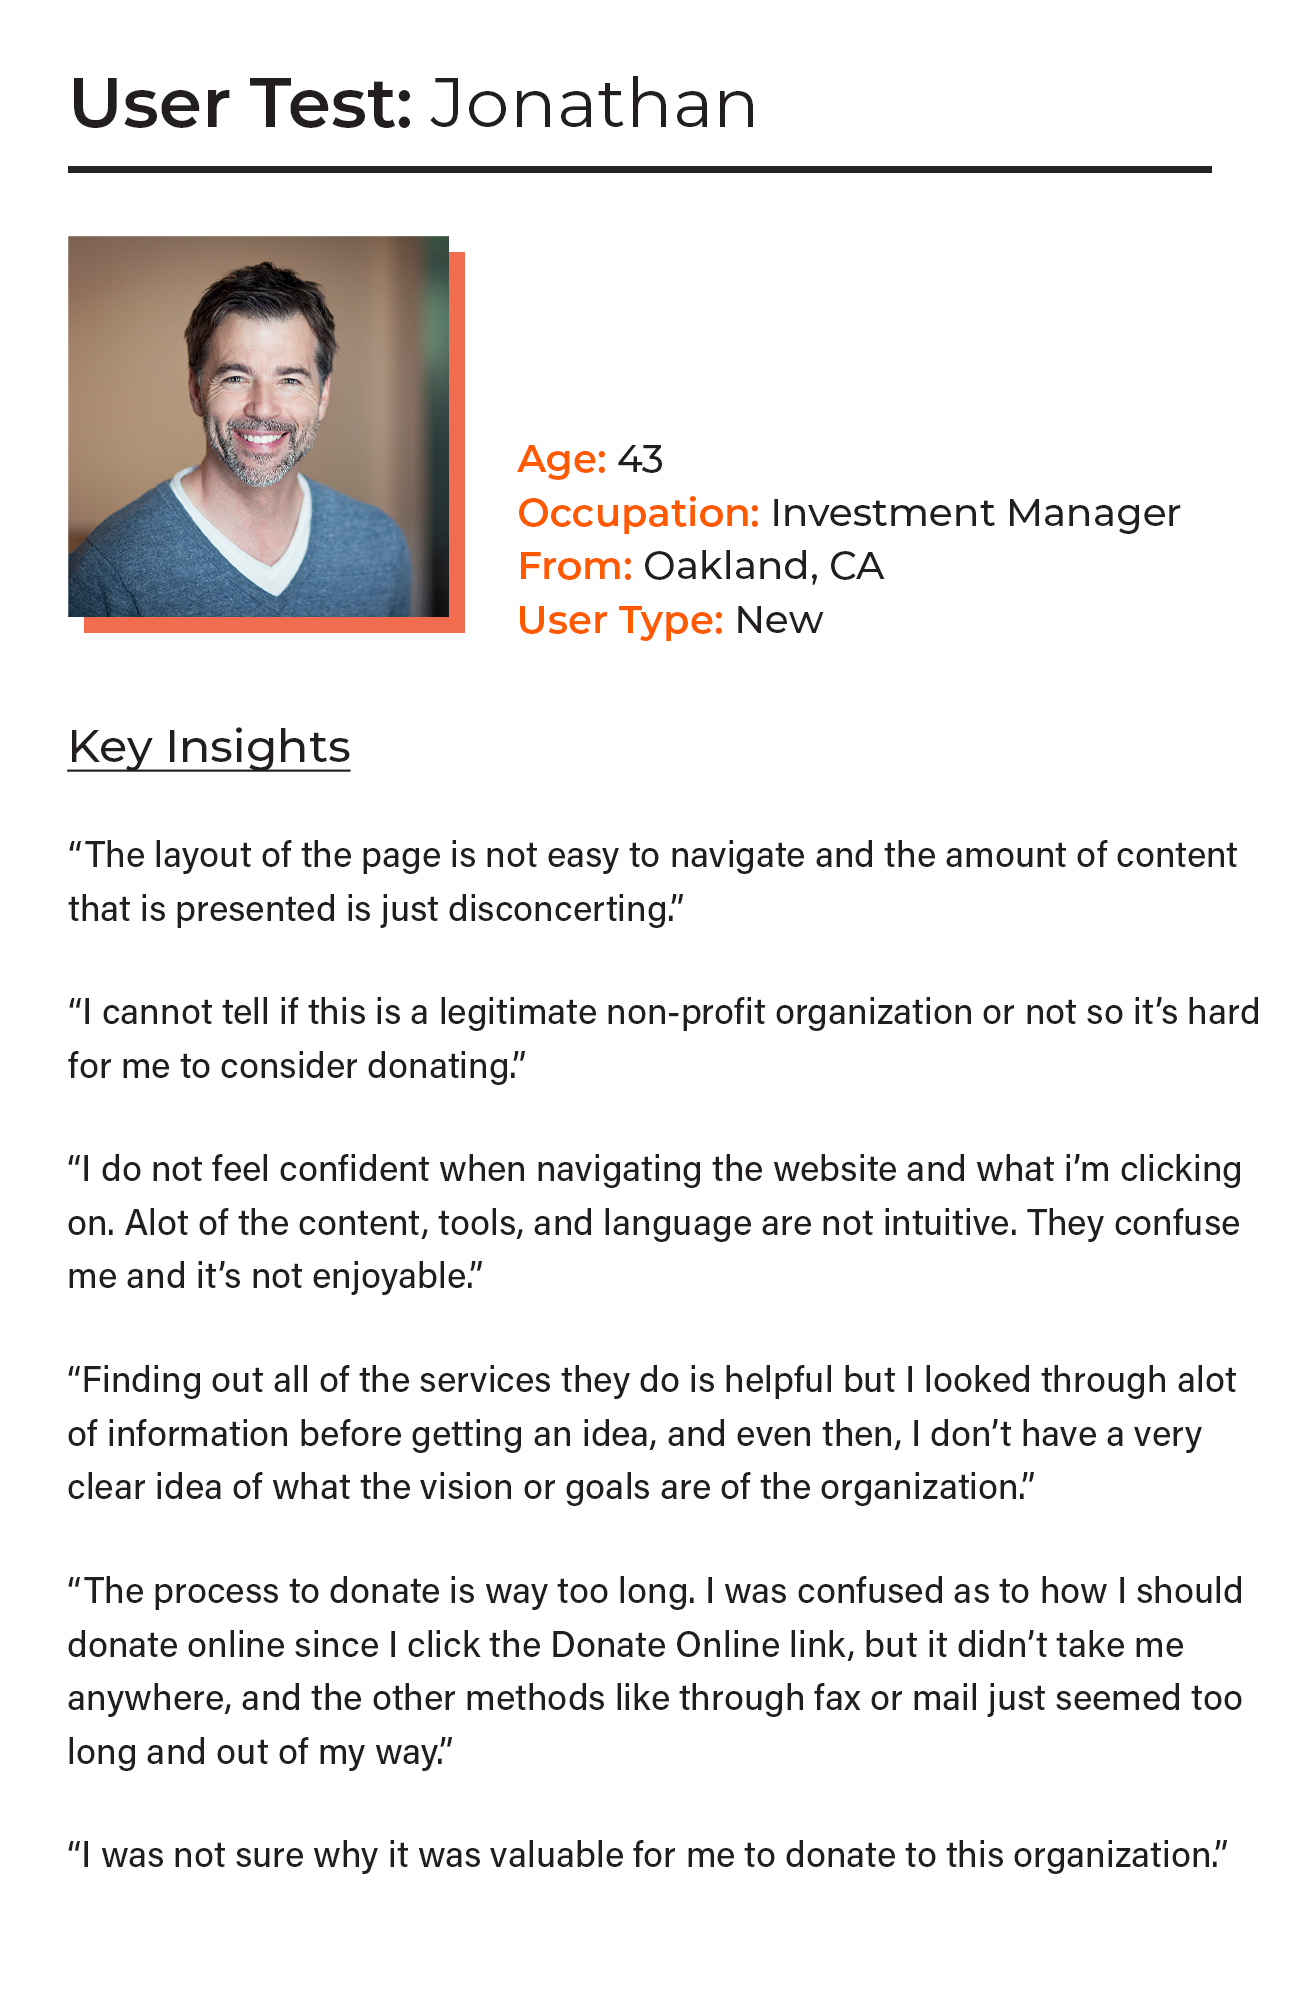 User Test: Jonathan
Age: 43
Occupation: Investment Manager
From: Oakland, CA
User Type: New
Key Insights
“The layout of the page is not easy to navigate and the amount of content
that is presented is just disconcerting.”
“I cannot tell if this is a legitimate non-profit organization or not so it’s hard
for me to consider donating.”
“I do not feel confident when navigating the website and what i’m clicking
on. Alot of the content, tools, and language are not intuitive. They confuse
me and it’s not enjoyable.”
“Finding out all of the services they do is helpful but I looked through alot
of information before getting an idea, and even then, I don’t have a very
clear idea of what the vision or goals are of the organization.”
“The process to donate is way too long. I was confused as to how I should
donate online since I click the Donate Online link, but it didn’t take me
anywhere, and the other methods like through fax or mail just seemed too
long and out of my way.”
“I was not sure why it was valuable for me to donate to this organization.”